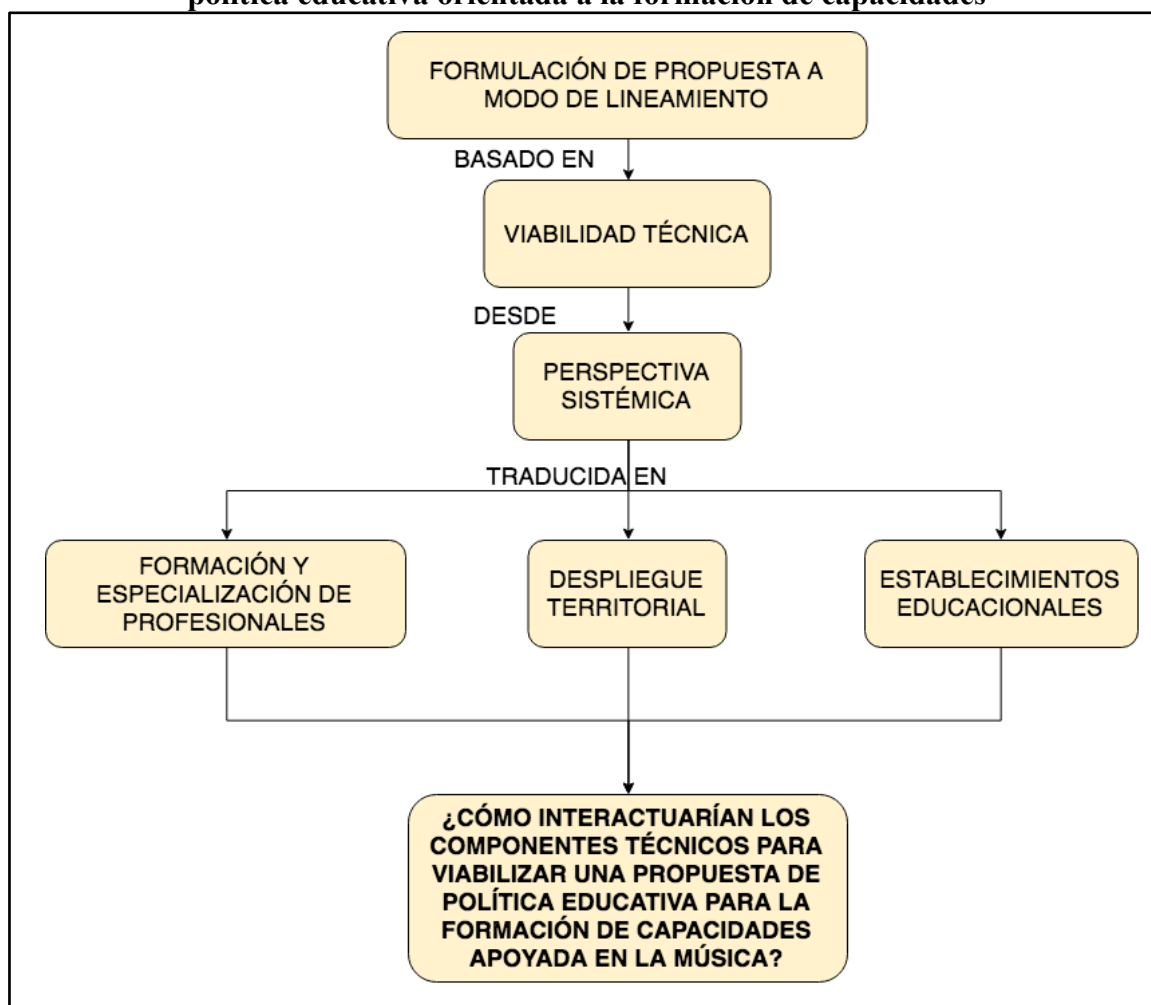 política educativa orientada a la formación de capacidades
FORMULACIÓN DE PROPUESTA A
MODO DE LINEAMIENTO
BASADO EN
VIABILIDAD TÉCNICA
DESDE
PERSPECTIVA
SISTÉMICA
TRADUCIDA EN
FORMACIÓN Y
ESPECIALIZACIÓN DE
PROFESIONALES
DESPLIEGUE
TERRITORIAL
ESTABLECIMIENTOS
EDUCACIONALES
¿CÓMO INTERACTUARÍAN LOS
COMPONENTES TÉCNICOS PARA
VIABILIZAR UNA PROPUESTA DE
POLÍTICA EDUCATIVA PARA LA
FORMACIÓN DE CAPACIDADES
APOYADA EN LA MÚSICA?